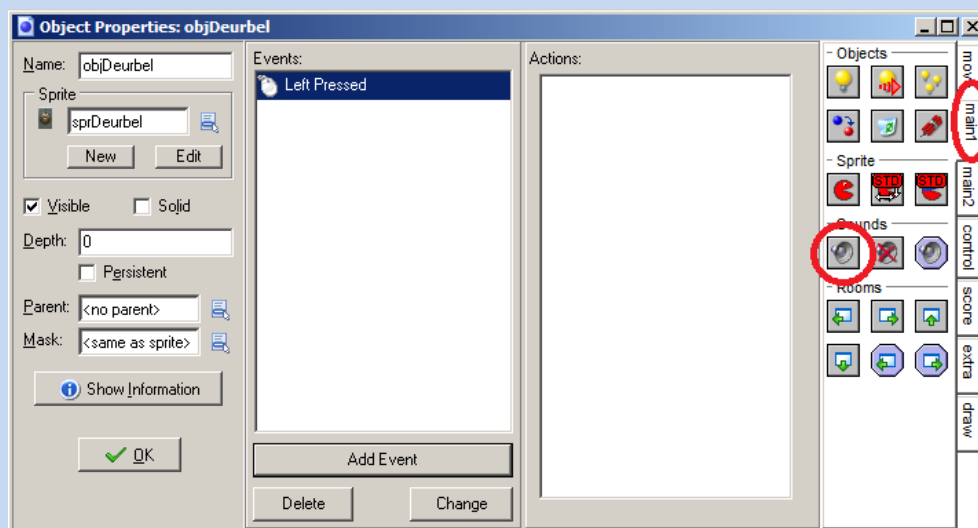 Object Properties: objDeurbel
Name: objDeurbel
Sprite
sprDeurbel
New Edit
Visible Solid
Depth: 0
Persistent
Parent: <no parent>
Mask: <same as sprite>
Show Information
OK
Events:
Left Pressed
Add Event
Delete Change
Actions:
Objects
Sprite
STD STD
Sounds
Rooms
move
main1
main2
control
score
extra
draw